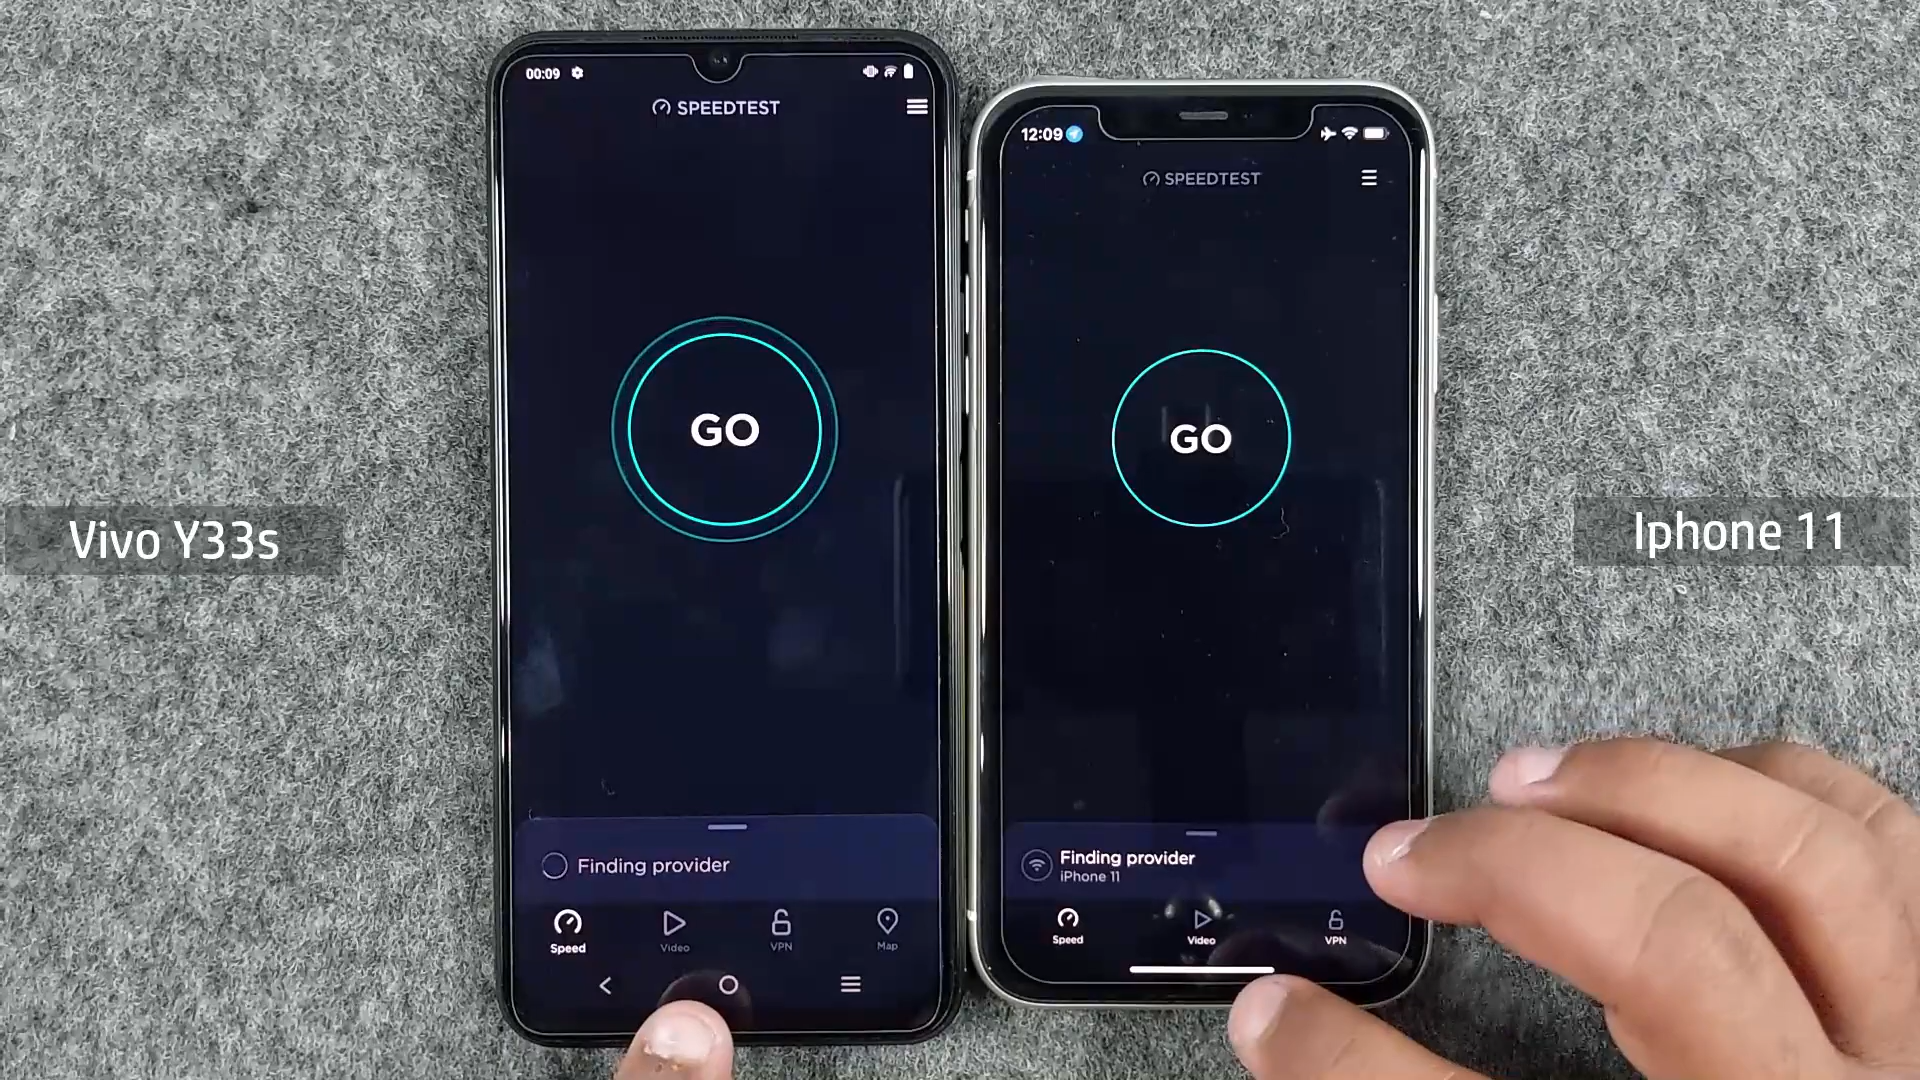 00:09
SPEEDTEST
GO
Finding provider
Speed
Video
VPN
Map
Vivo Y33s
12:09
SPEEDTEST
GO
Finding provider
iPhone 11
Speed
Video
VPN
Iphone 11